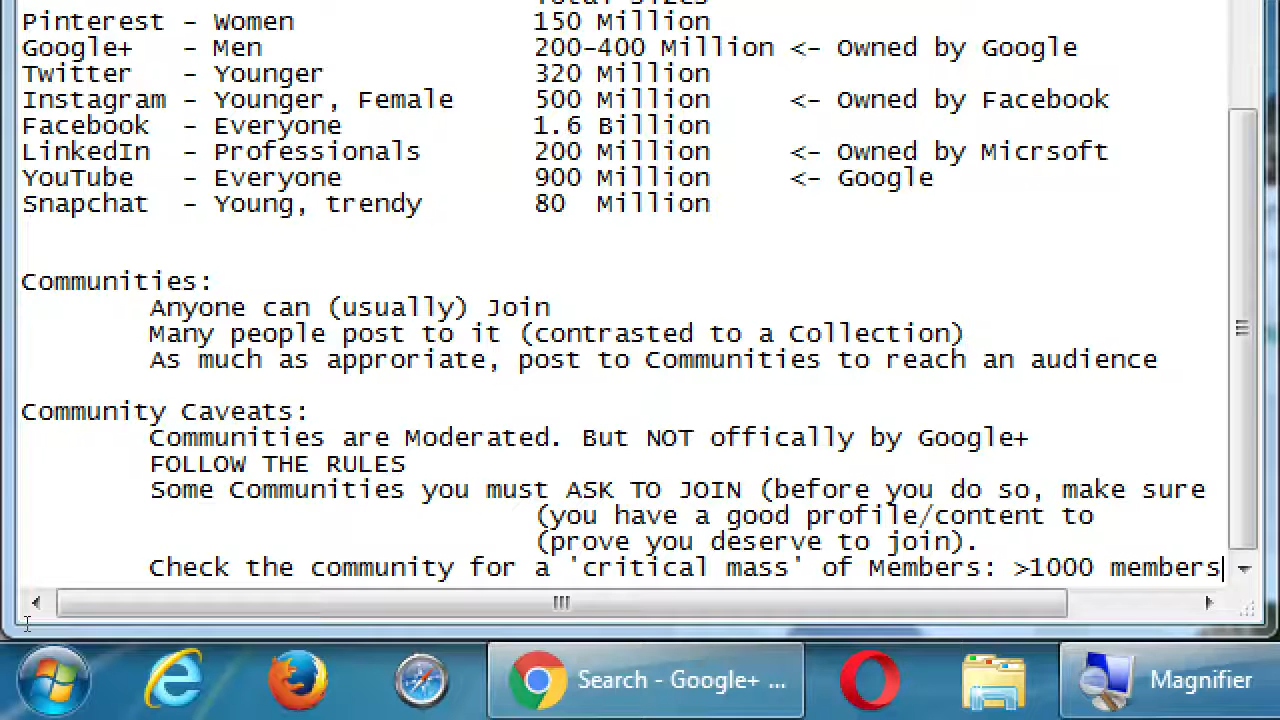 Total Sizes
Pinterest - Women 150 Million
Google+ - Men 200-400 Million <- Owned by Google
Twitter - Younger 320 Million
Instagram - Younger, Female 500 Million <- Owned by Facebook
Facebook - Everyone 1.6 Billion
LinkedIn - Professionals 200 Million <- Owned by Micrsoft
YouTube - Everyone 900 Million <- Google
Snapchat - Young, trendy 80 Million
Communities:
Anyone can (usually) Join
Many people post to it (contrasted to a Collection)
As much as approriate, post to Communities to reach an audience
Community Caveats:
Communities are Moderated. But NOT offically by Google+
FOLLOW THE RULES
Some Communities you must ASK TO JOIN (before you do so, make sure
(you have a good profile/content to
(prove you deserve to join).
Check the community for a 'critical mass' of Members: >1000 members
Search - Google+ ...
Magnifier